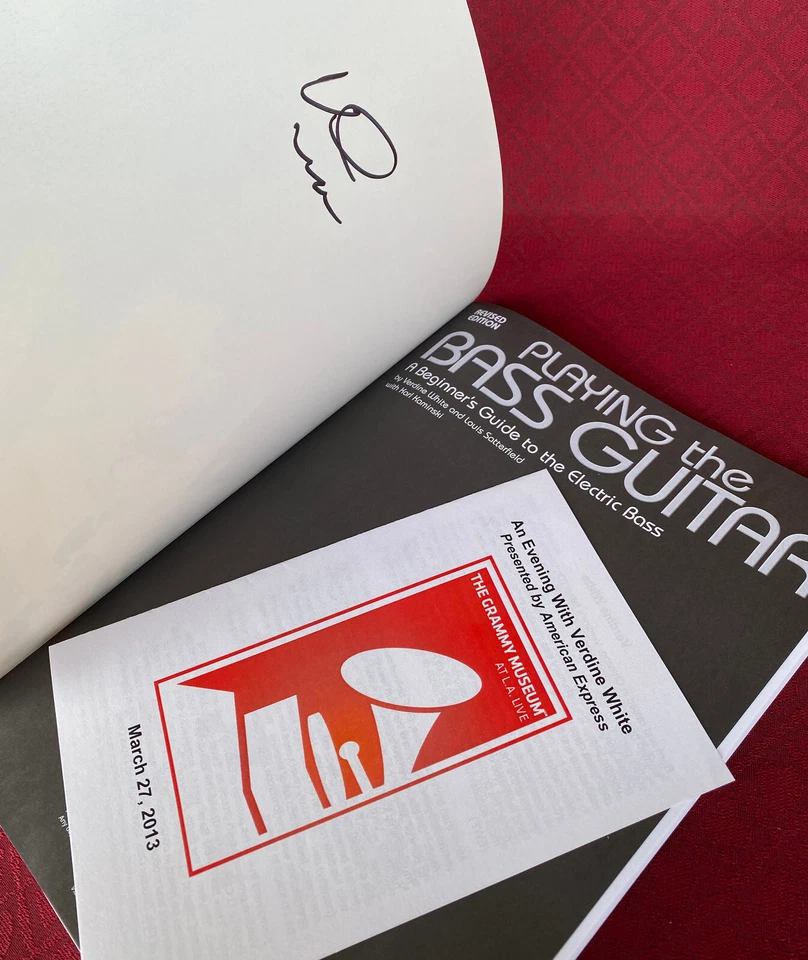 REVISED
EDITION
PLAYING the
BASS GUITAR
A Beginner's Guide to the Electric Bass
by Verdine White and Louis Satterfield
with Karl Kaminski
An Evening With Verdine White
Presented by American Express
THE GRAMMY MUSEUM™
AT L.A. LIVE
March 27, 2013